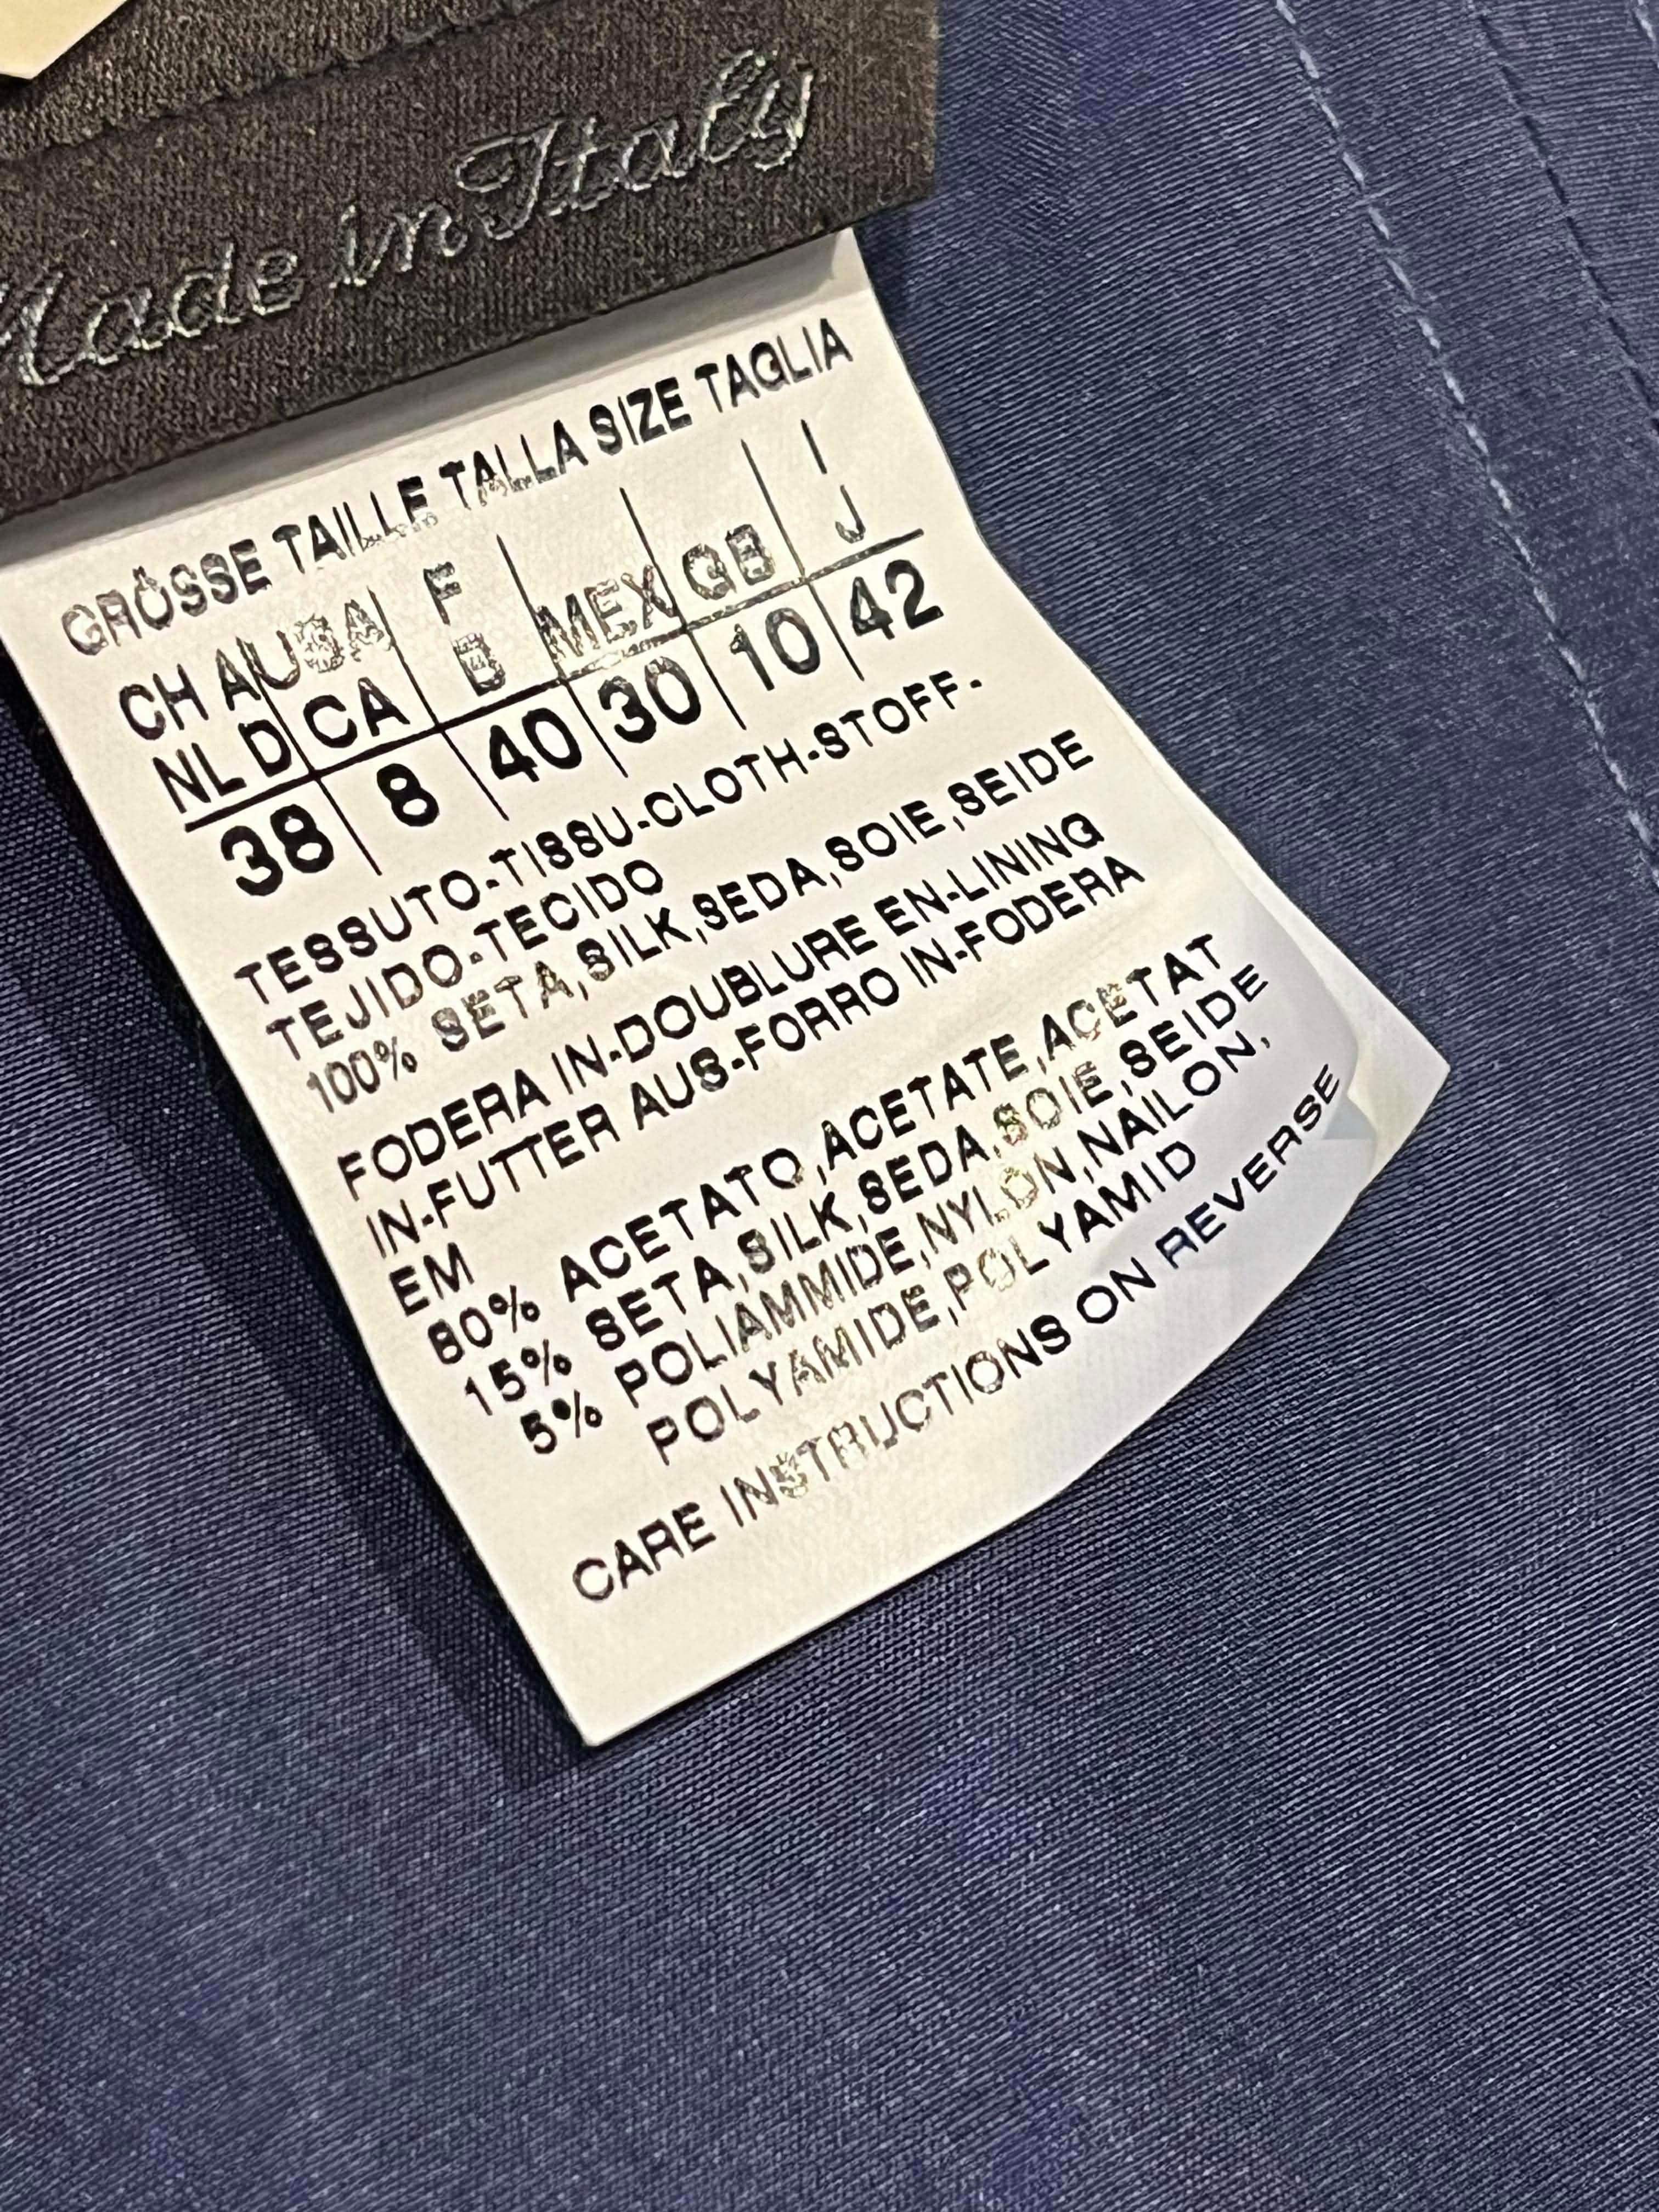 Made in Italy
GRÖSSE TAILLE TALLA SIZE TAGLIA
CH A USA F MEX GB I
NL D CA B J
38 8 40 30 10 42
TESSUTO-TISSU-CLOTH-STOFF-
TEJIDO-TECIDO
100% SETA,SILK,SEDA,SOIE,SEIDE
FODERA IN-DOUBLURE EN-LINING
IN-FUTTER AUS-FORRO IN-FODERA
EM
80% ACETATO,ACETATE,ACETAT
15% SETA,SILK,SEDA,SOIE,SEIDE
5% POLIAMMIDE,NYLON,NAILON,
POLYAMIDE,POLYAMID
CARE INSTRUCTIONS ON REVERSE